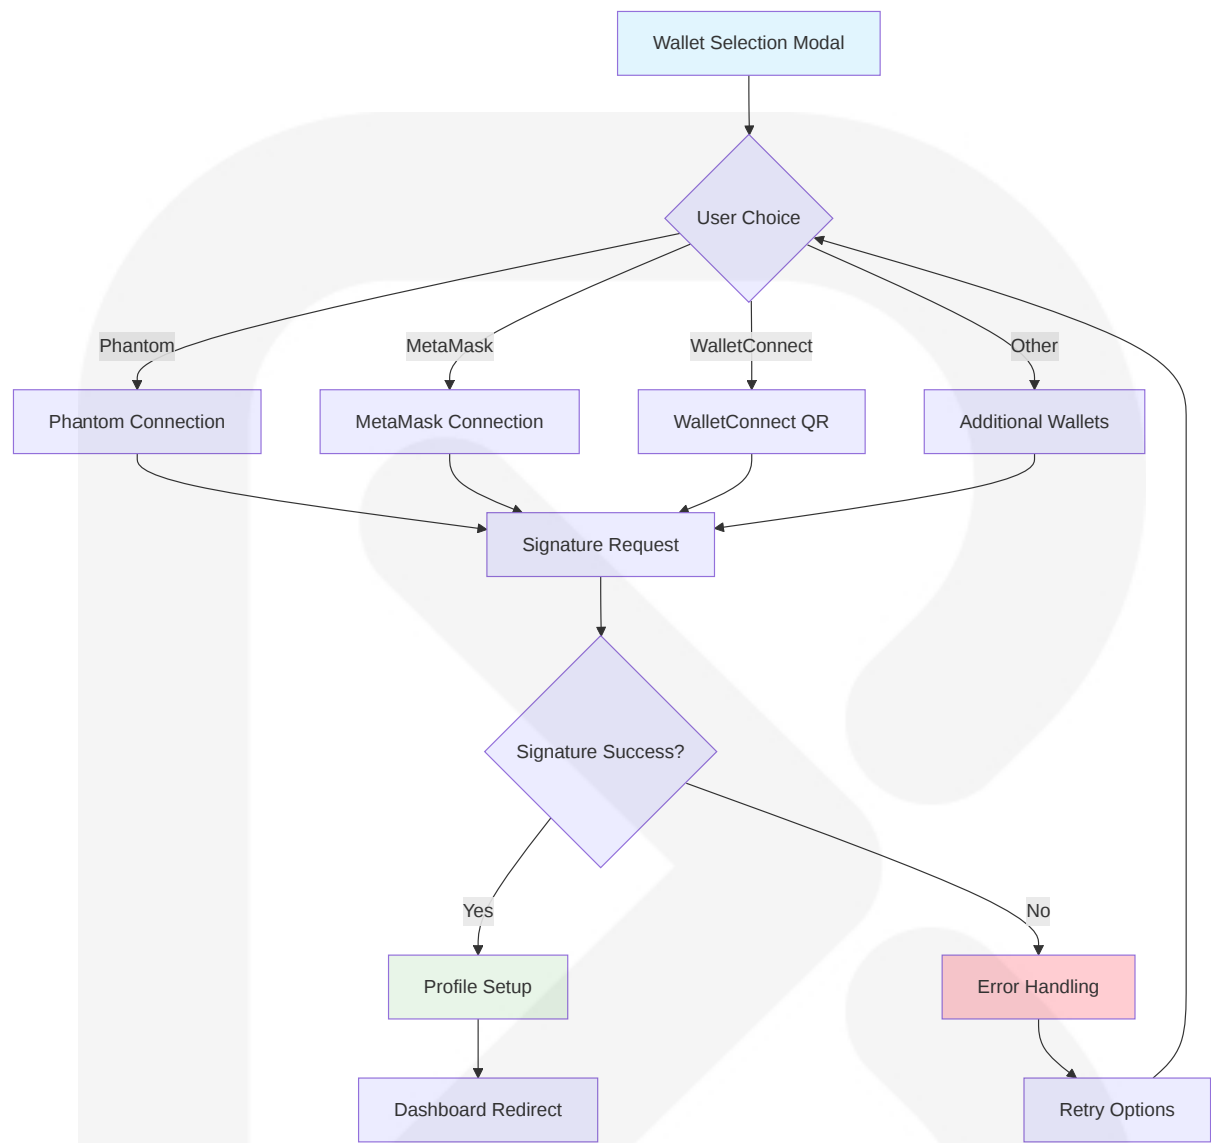 Wallet Selection Modal
User Choice
Phantom
MetaMask
WalletConnect
Other
Phantom Connection
MetaMask Connection
WalletConnect QR
Additional Wallets
Signature Request
Signature Success?
Yes
No
Profile Setup
Error Handling
Dashboard Redirect
Retry Options